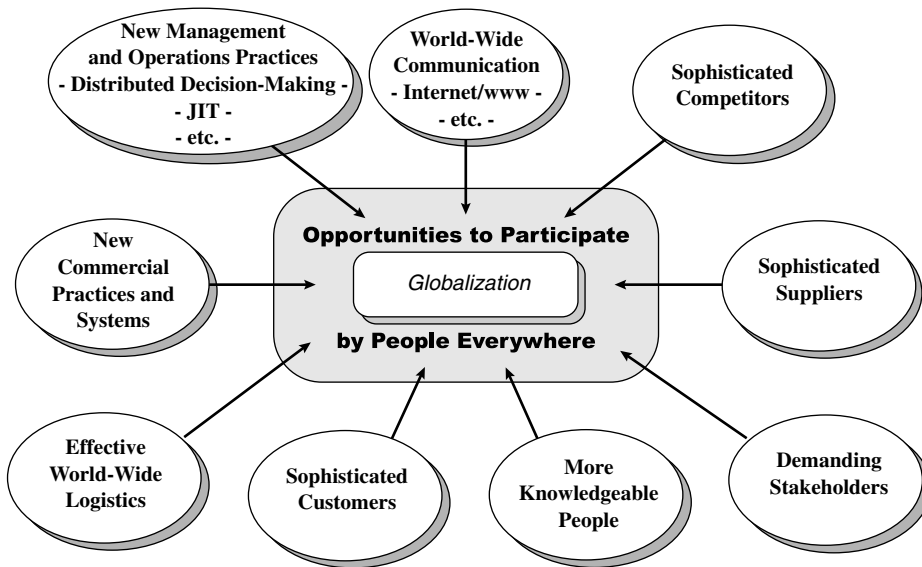 New Management
and Operations Practices
- Distributed Decision-Making -
- JIT -
- etc. -
World-Wide
Communication
- Internet/www -
- etc. -
Sophisticated
Competitors
New
Commercial
Practices and
Systems
Opportunities to Participate
Globalization
by People Everywhere
Sophisticated
Suppliers
Effective
World-Wide
Logistics
Sophisticated
Customers
More
Knowledgeable
People
Demanding
Stakeholders